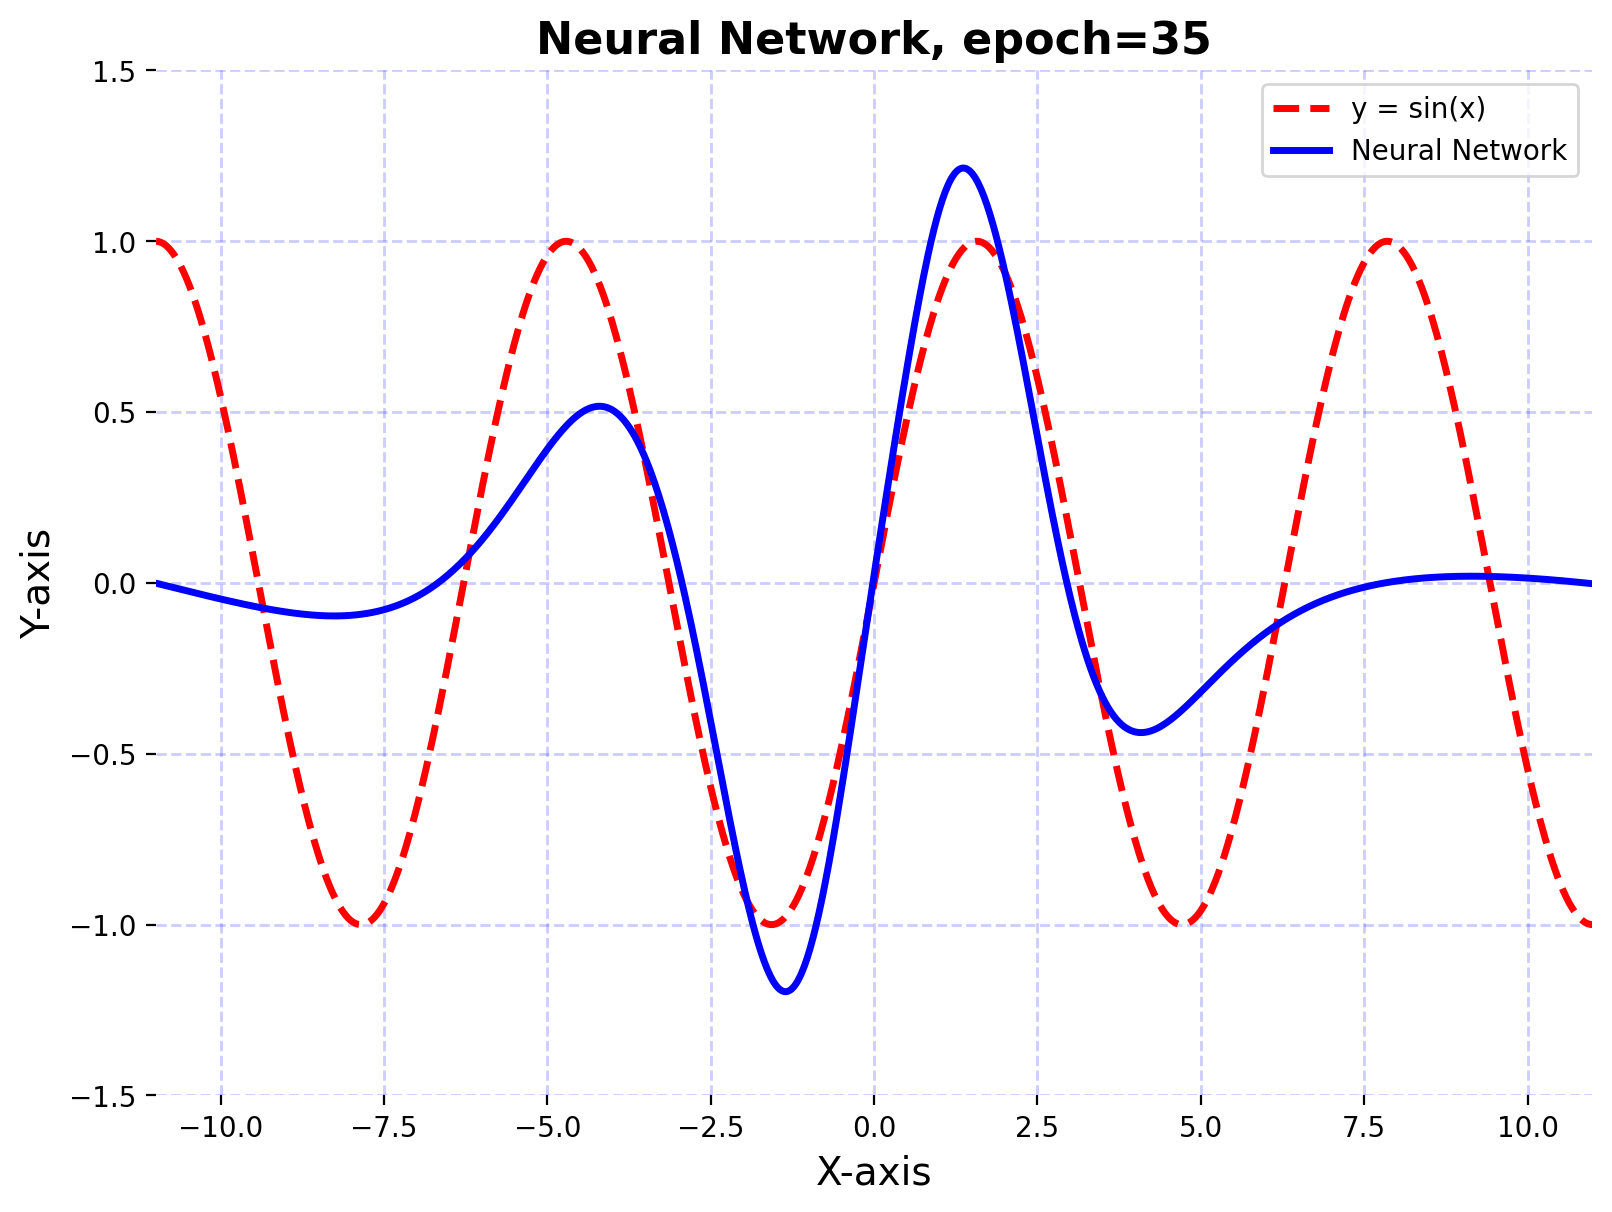 Neural Network, epoch=35
y = sin(x)
Neural Network
Y-axis
1.5
1.0
0.5
0.0
−0.5
−1.0
−1.5
−10.0 −7.5 −5.0 −2.5 0.0 2.5 5.0 7.5 10.0
X-axis